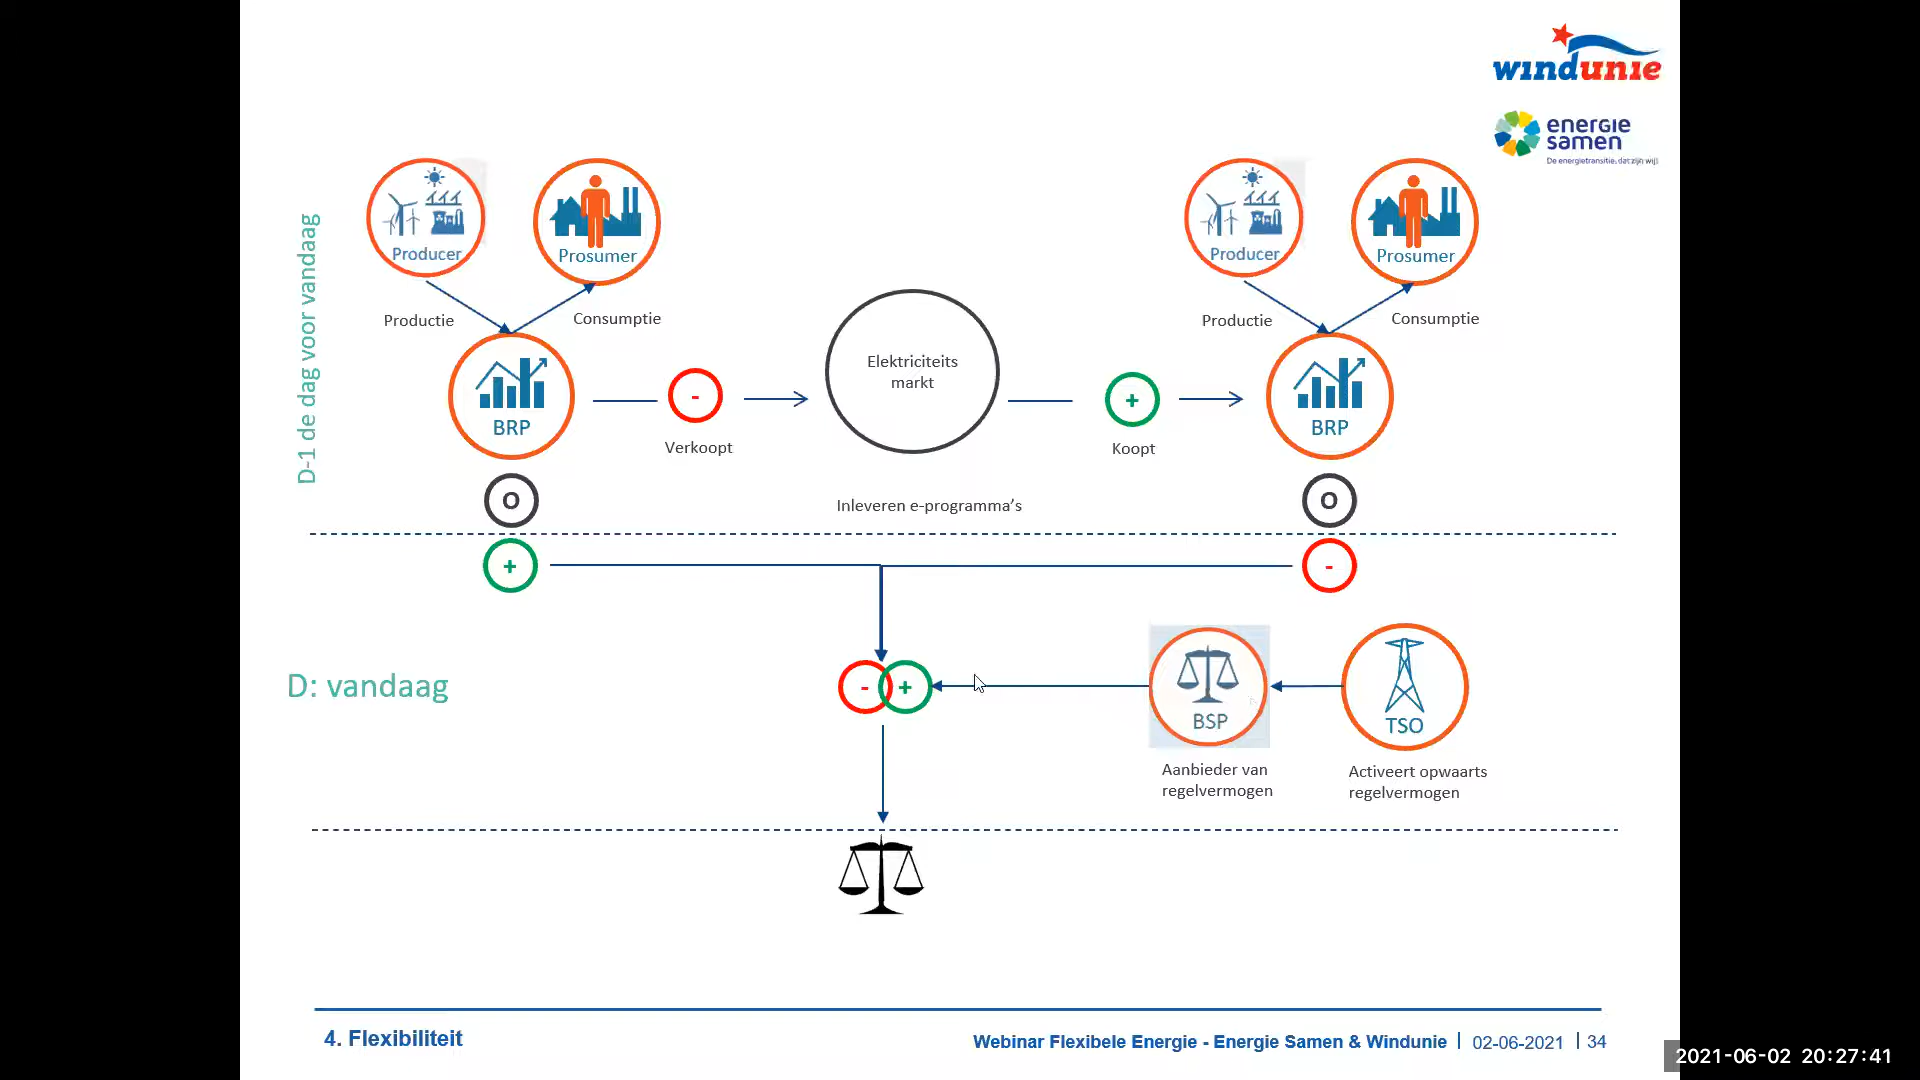 windunie
energie
samen
De energietransitie, dat zijn wij!
D-1 de dag voor vandaag
Producer
Prosumer
Producer
Prosumer
Productie
Consumptie
Productie
Consumptie
Elektriciteits
markt
BRP
-
+
BRP
Verkoopt
Koopt
O
Inleveren e-programma's
O
+
-
D: vandaag
-
+
BSP
TSO
Aanbieder van
regelvermogen
Activeert opwaarts
regelvermogen
4. Flexibiliteit
Webinar Flexibele Energie - Energie Samen & Windunie
02-06-2021
34
2021-06-02 20:27:41